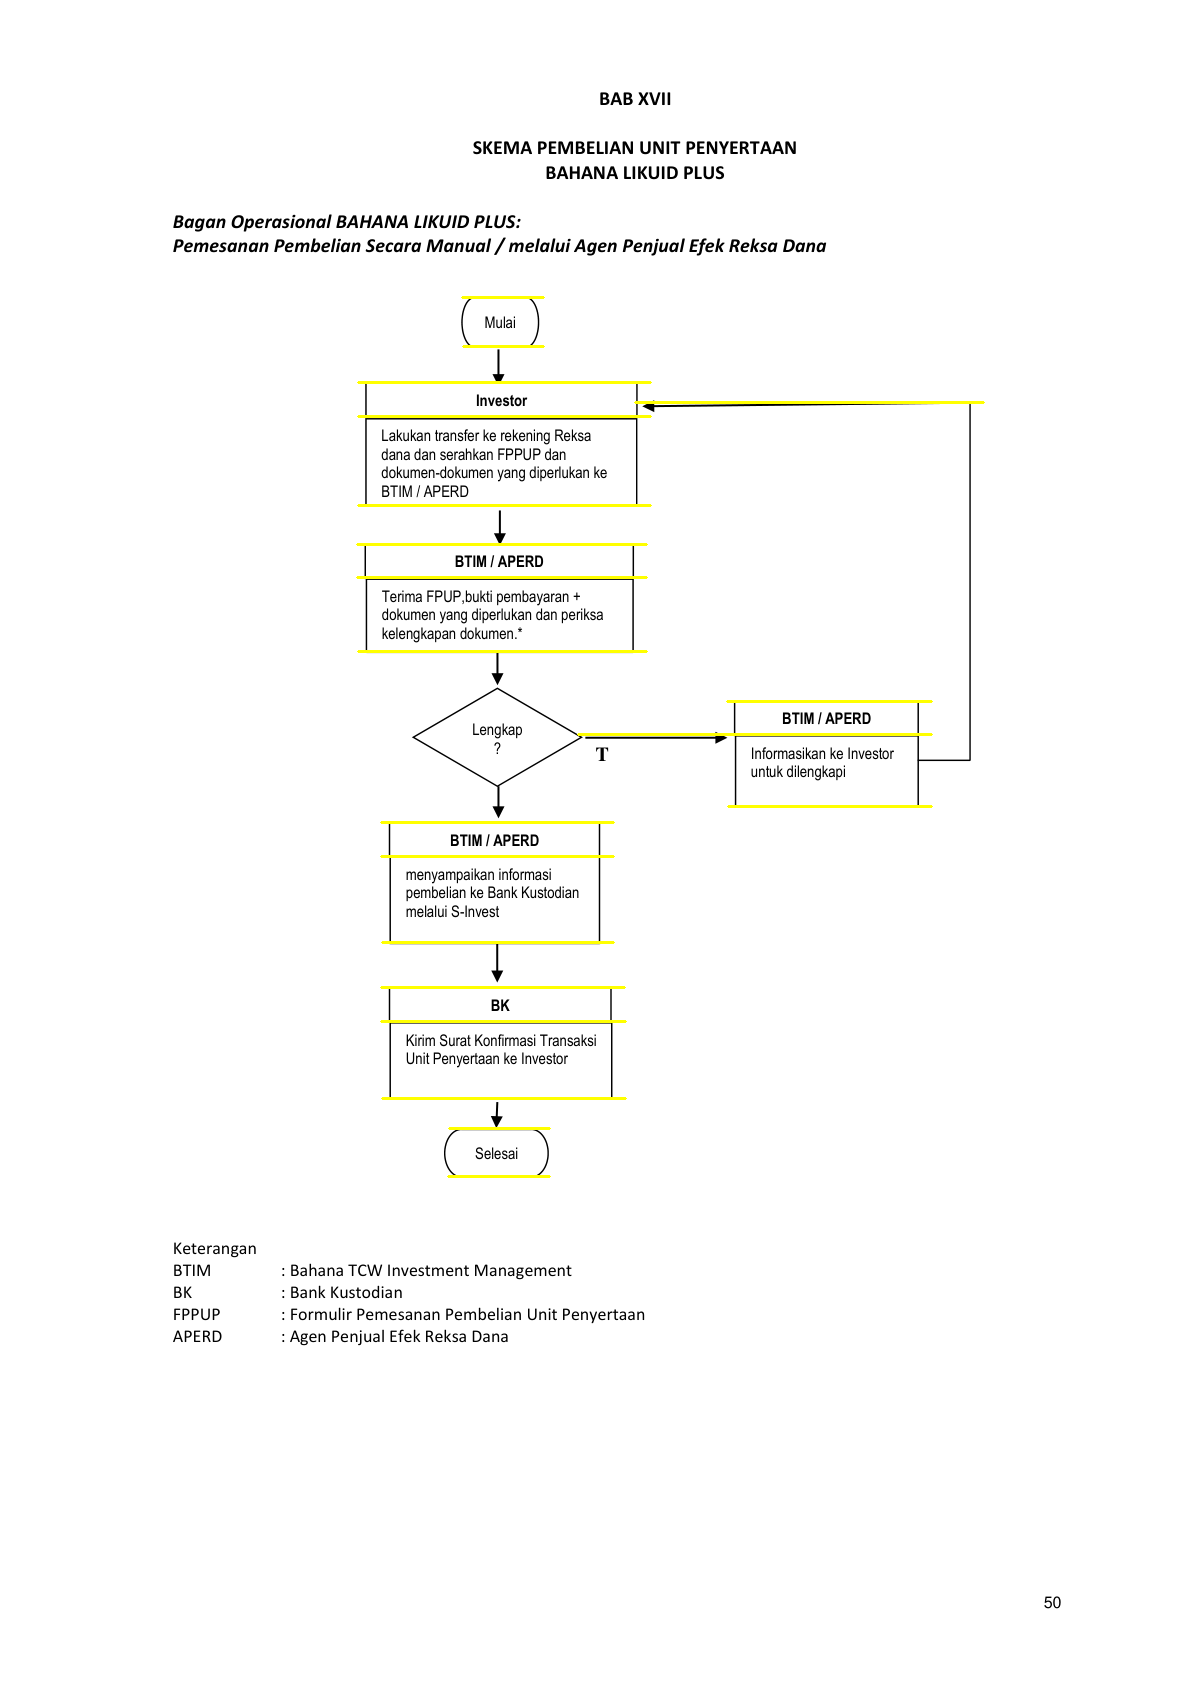 BAB XVII
SKEMA PEMBELIAN UNIT PENYERTAAN
BAHANA LIKUID PLUS
Bagan Operasional BAHANA LIKUID PLUS:
Pemesanan Pembelian Secara Manual / melalui Agen Penjual Efek Reksa Dana
Mulai
Investor
Lakukan transfer ke rekening Reksa
dana dan serahkan FPPUP dan
dokumen-dokumen yang diperlukan ke
BTIM / APERD
BTIM / APERD
Terima FPUP,bukti pembayaran +
dokumen yang diperlukan dan periksa
kelengkapan dokumen.*
Lengkap
?
T
BTIM / APERD
Informasikan ke Investor
untuk dilengkapi
BTIM / APERD
menyampaikan informasi
pembelian ke Bank Kustodian
melalui S-Invest
BK
Kirim Surat Konfirmasi Transaksi
Unit Penyertaan ke Investor
Selesai
Keterangan
BTIM : Bahana TCW Investment Management
BK : Bank Kustodian
FPPUP : Formulir Pemesanan Pembelian Unit Penyertaan
APERD : Agen Penjual Efek Reksa Dana
50